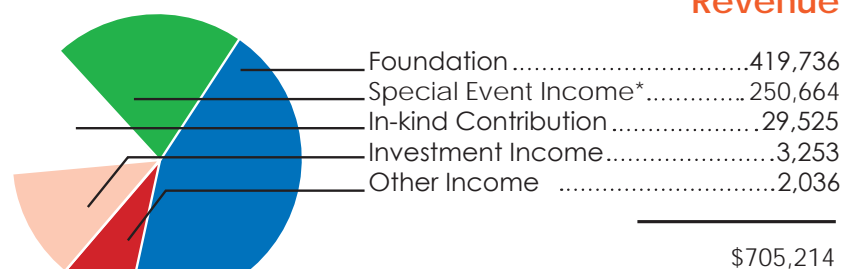 Revenue
Foundation..............................419,736
Special Event Income*............. 250,664
In-kind Contribution ....................29,525
Investment Income......................3,253
Other Income ............................2,036
$705,214